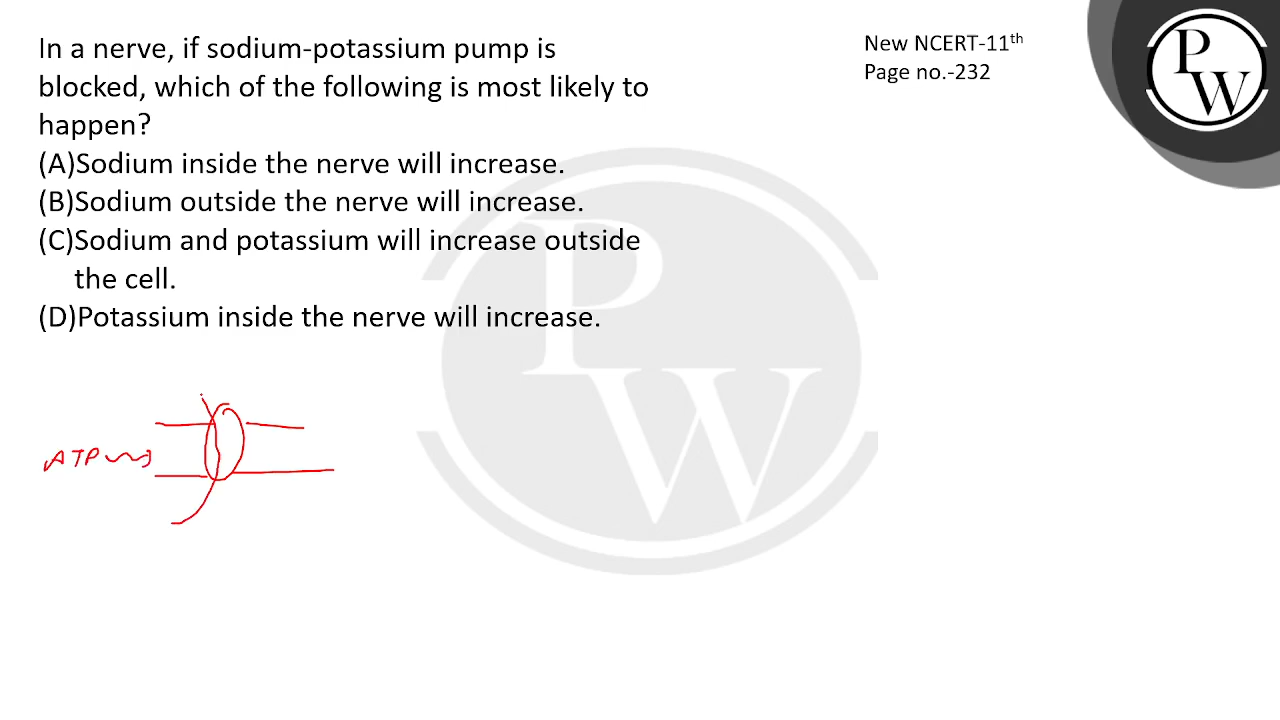 In a nerve, if sodium-potassium pump is
blocked, which of the following is most likely to
happen?
(A)Sodium inside the nerve will increase.
(B)Sodium outside the nerve will increase.
(C)Sodium and potassium will increase outside
the cell.
(D)Potassium inside the nerve will increase.
New NCERT-11th
Page no.-232
PW
PW
ATP